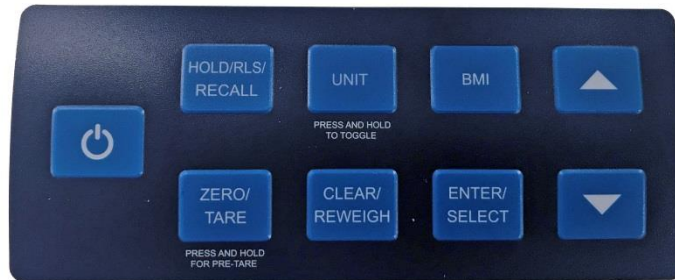 HOLD/RLS/
RECALL
UNIT
PRESS AND HOLD
TO TOGGLE
BMI
ZERO/
TARE
PRESS AND HOLD
FOR PRE-TARE
CLEAR/
REWEIGH
ENTER/
SELECT